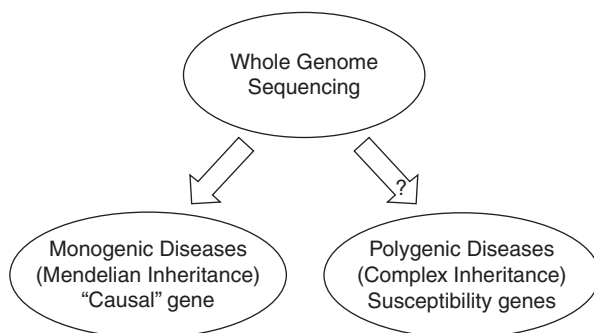 Whole Genome
Sequencing
?
Monogenic Diseases
(Mendelian Inheritance)
“Causal” gene
Polygenic Diseases
(Complex Inheritance)
Susceptibility genes